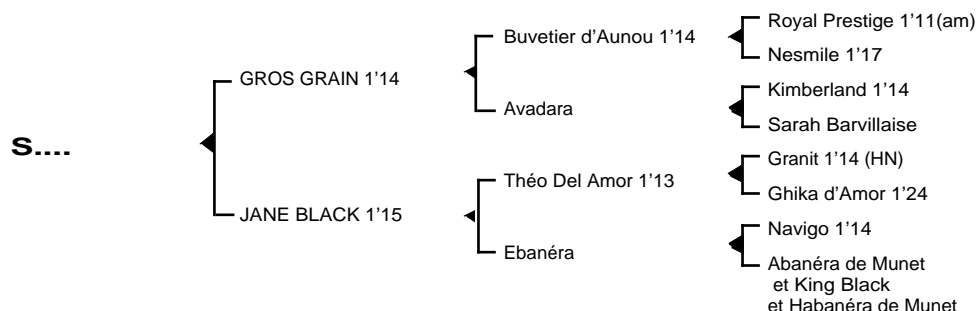 Royal Prestige 1'11(am)
Buvetier d'Aunou 1'14
Nesmile 1'17
GROS GRAIN 1'14
Kimberland 1'14
Avadara
Sarah Barvillaise
S....
Granit 1'14 (HN)
Théo Del Amor 1'13
Ghika d'Amor 1'24
JANE BLACK 1'15
Navigo 1'14
Ebanéra
Abanéra de Munet
et King Black
et Habanéra de Munet